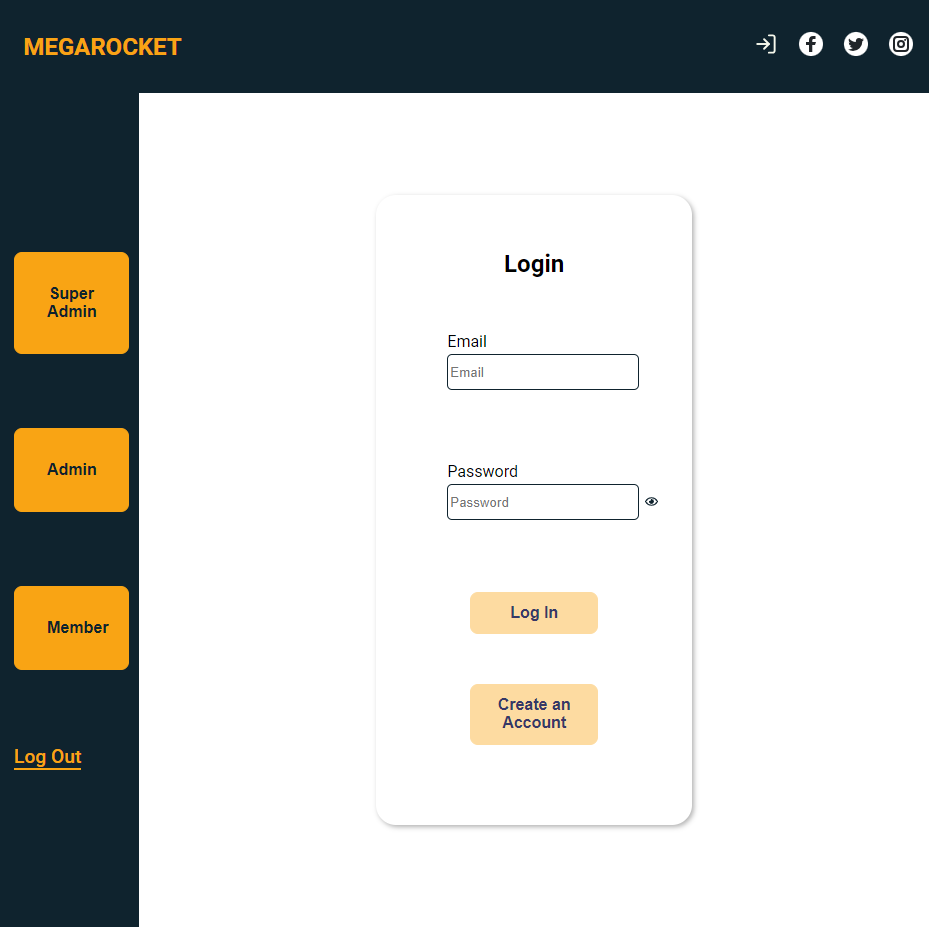 MEGAROCKET
Super
Admin
Admin
Member
Log Out
Login
Email
Email
Password
Password
Log In
Create an
Account